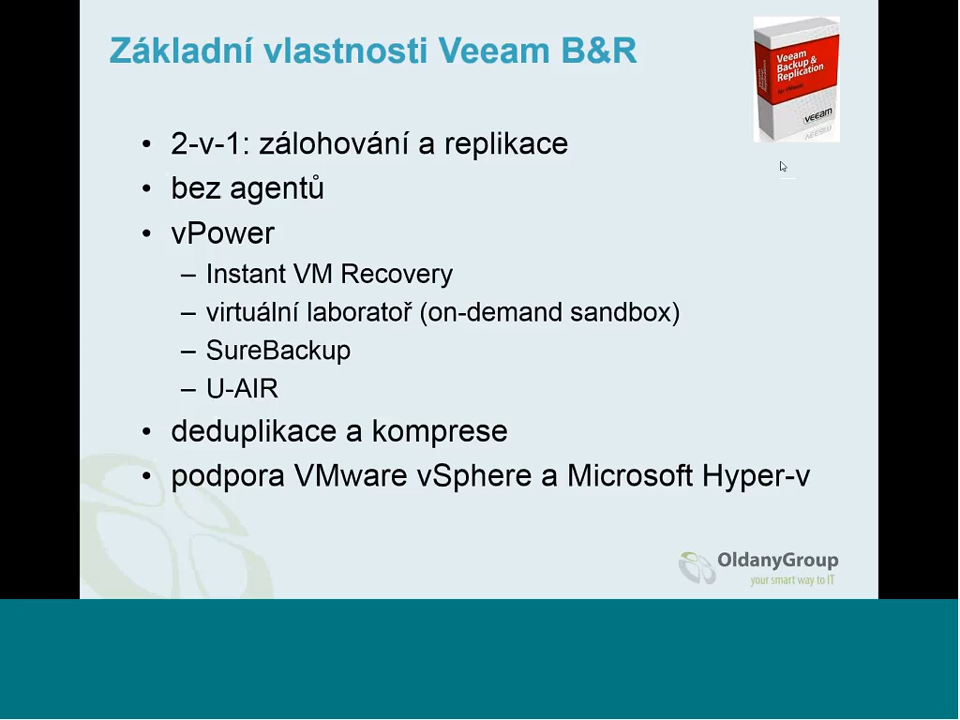 Základní vlastnosti Veeam B&R
Veeam
Backup &
Replication
for VMware
veeam
• 2-v-1: zálohování a replikace
• bez agentů
• vPower
– Instant VM Recovery
– virtuální laboratoř (on-demand sandbox)
– SureBackup
– U-AIR
• deduplikace a komprese
• podpora VMware vSphere a Microsoft Hyper-v
OldanyGroup
your smart way to IT